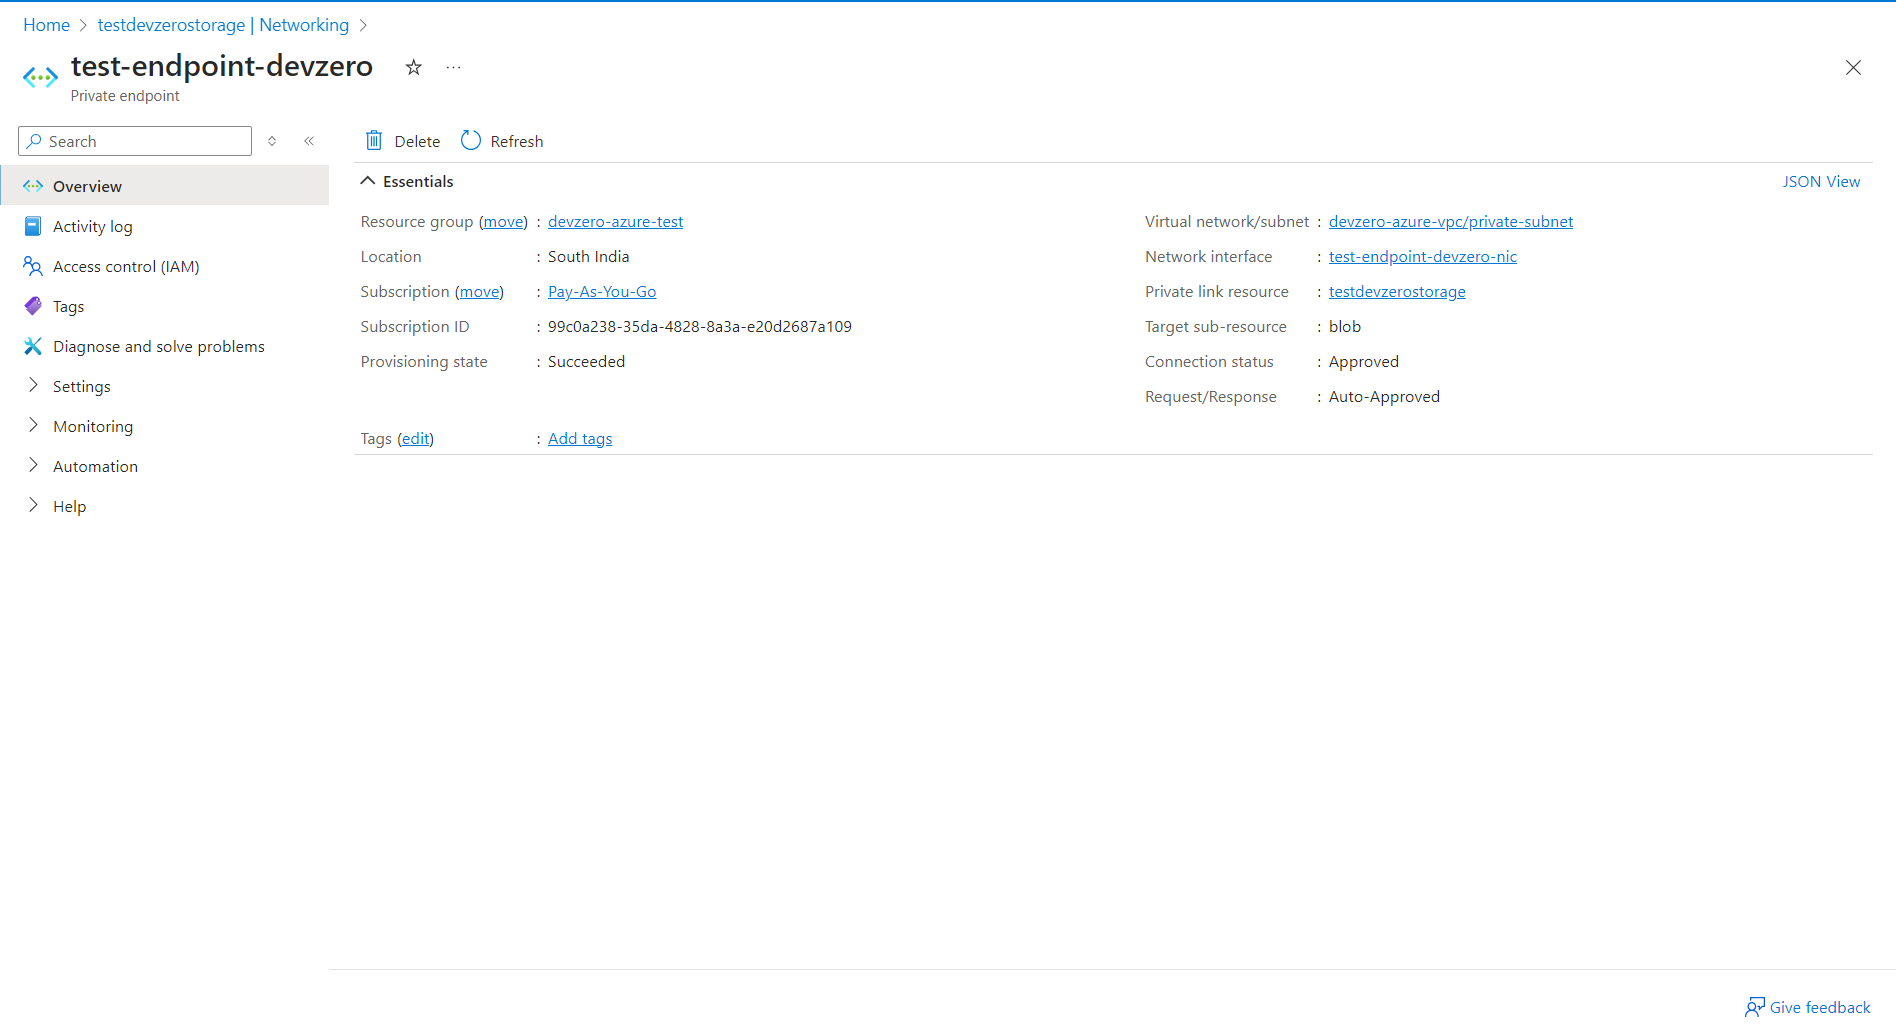 Home > testdevzerostorage | Networking >
test-endpoint-devzero ☆ ···
Private endpoint
Search
Delete Refresh
Overview
Activity log
Access control (IAM)
Tags
Diagnose and solve problems
Settings
Monitoring
Automation
Help
Essentials
JSON View
Resource group (move) : devzero-azure-test
Location : South India
Subscription (move) : Pay-As-You-Go
Subscription ID : 99c0a238-35da-4828-8a3a-e20d2687a109
Provisioning state : Succeeded
Virtual network/subnet : devzero-azure-vpc/private-subnet
Network interface : test-endpoint-devzero-nic
Private link resource : testdevzerostorage
Target sub-resource : blob
Connection status : Approved
Request/Response : Auto-Approved
Tags (edit) : Add tags
Give feedback